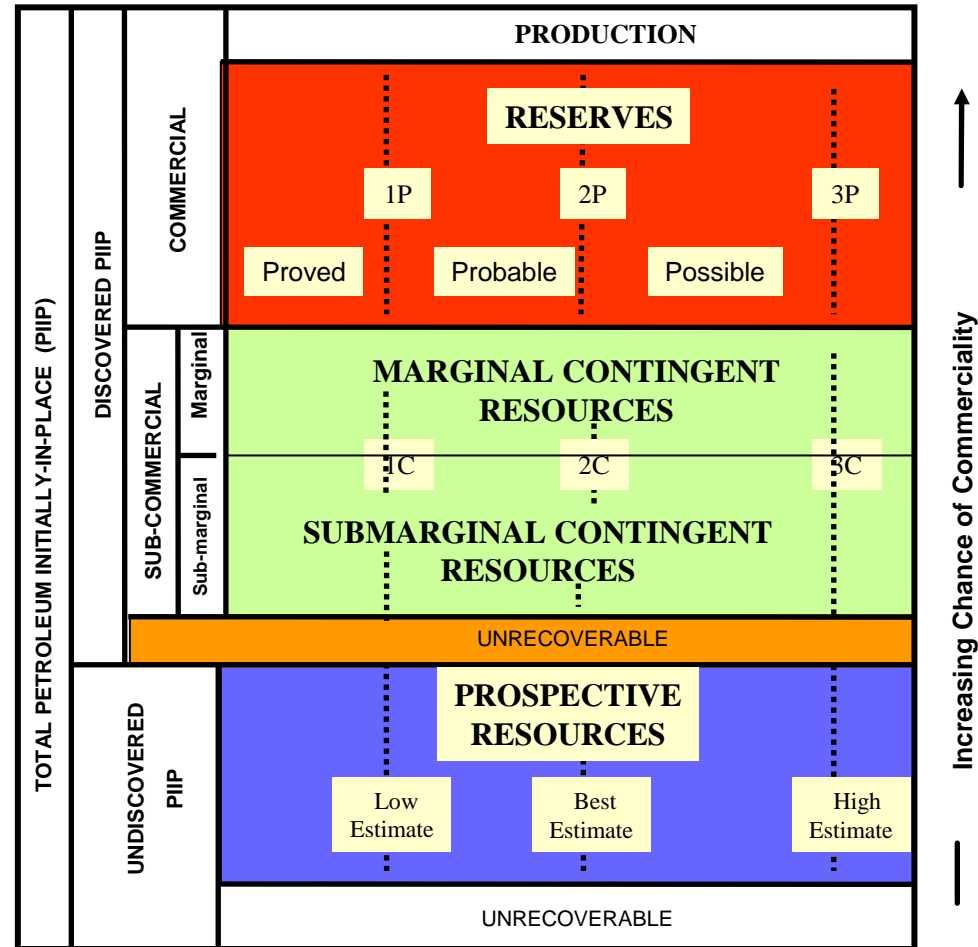 TOTAL PETROLEUM INITIALLY-IN-PLACE (PIIP)
DISCOVERED PIIP
UNDISCOVERED
PIIP
COMMERCIAL
SUB-COMMERCIAL
Marginal
Sub-marginal
PRODUCTION
RESERVES
1P
2P
3P
Proved
Probable
Possible
MARGINAL CONTINGENT
RESOURCES
1C
2C
3C
SUBMARGINAL CONTINGENT
RESOURCES
UNRECOVERABLE
PROSPECTIVE
RESOURCES
Low
Estimate
Best
Estimate
High
Estimate
UNRECOVERABLE
Increasing Chance of Commerciality